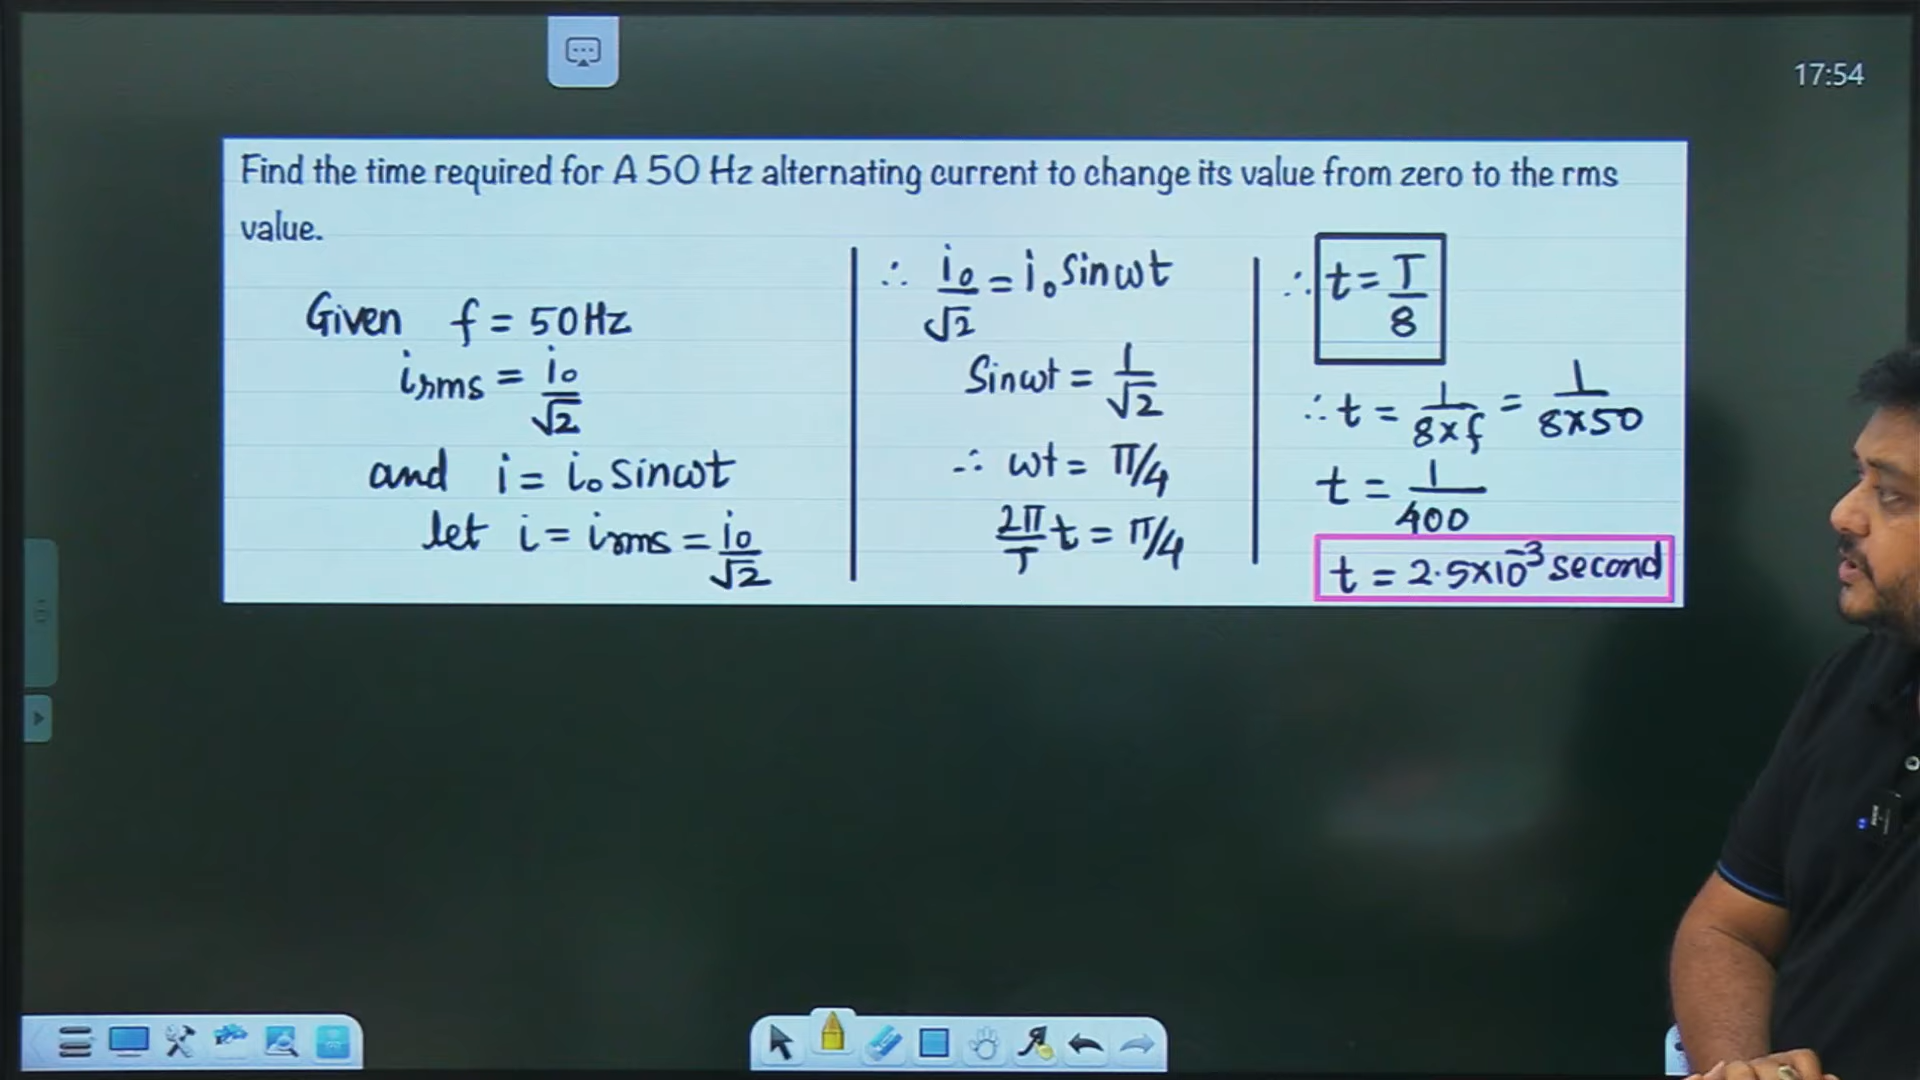 17:54
Find the time required for A 50 Hz alternating current to change its value from zero to the rms
value.
Given f = 50Hz
irms = i₀/√2
and i = i₀ sinωt
let i = irms = i₀/√2
∴ i₀/√2 = i₀ sinωt
Sinωt = 1/√2
∴ ωt = π/4
2π/T t = π/4
∴ t = T/8
∴ t = 1/8×f = 1/8×50
t = 1/400
t = 2.5×10⁻³ second